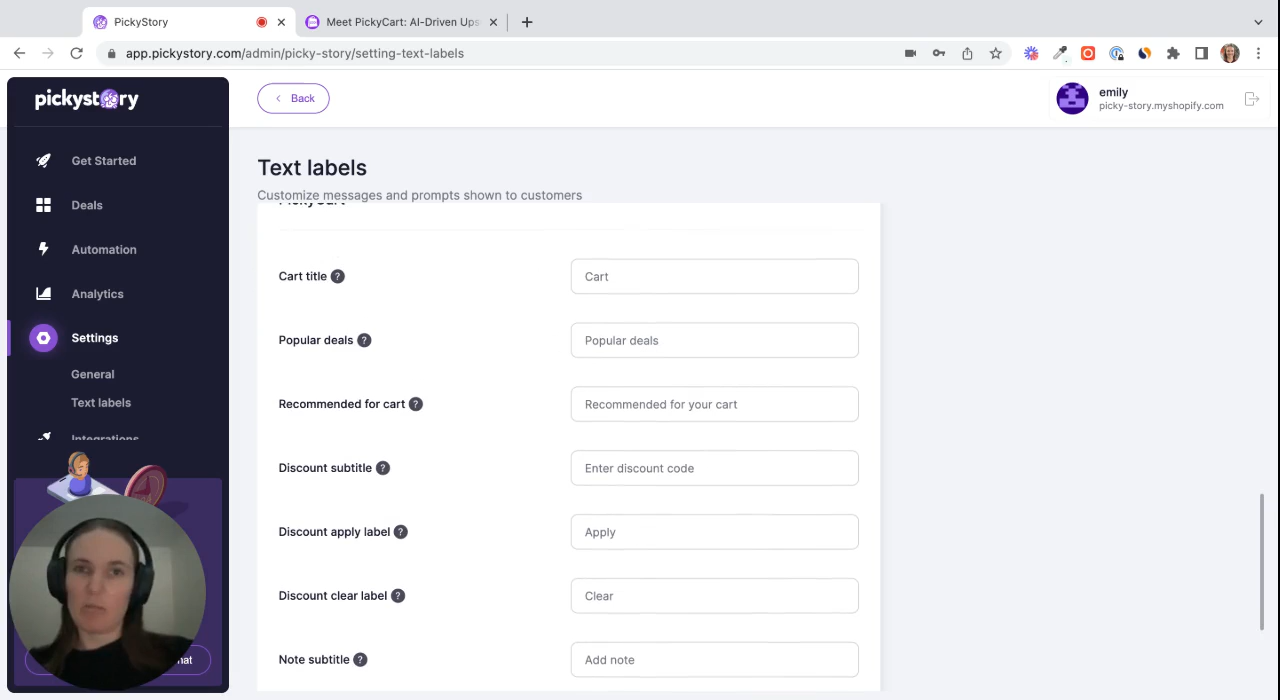 PickyStory
Meet PickyCart: AI-Driven Ups
app.pickystory.com/admin/picky-story/setting-text-labels
pickystory
Back
emily
picky-story.myshopify.com
Get Started
Deals
Automation
Analytics
Settings
General
Text labels
Integrations
hat
Text labels
Customize messages and prompts shown to customers
PickyCart
Cart title ?
Cart
Popular deals ?
Popular deals
Recommended for cart ?
Recommended for your cart
Discount subtitle ?
Enter discount code
Discount apply label ?
Apply
Discount clear label ?
Clear
Note subtitle ?
Add note